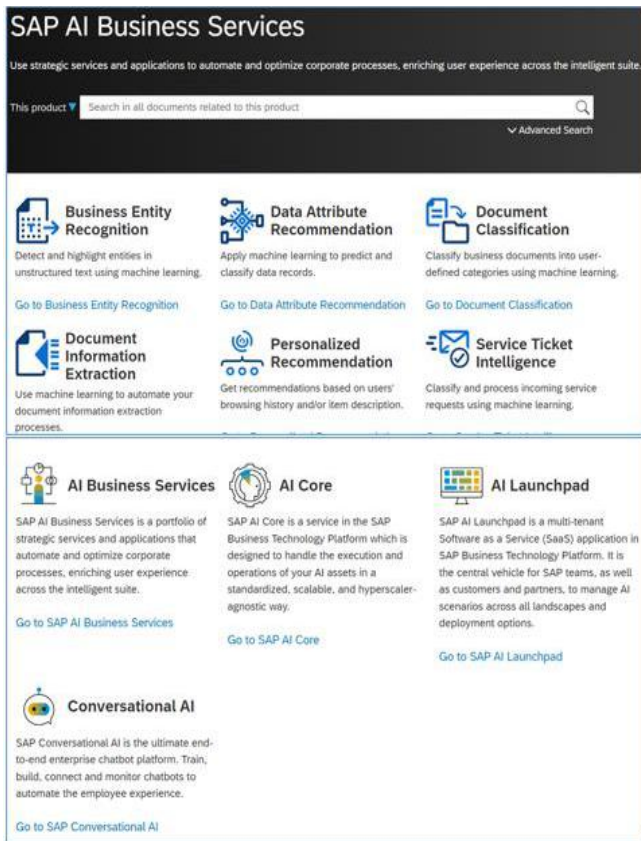 SAP AI Business Services
Use strategic services and applications to automate and optimize corporate processes, enriching user experience across the intelligent suite.
This product
Search in all documents related to this product
Advanced Search
Business Entity
Recognition
Detect and highlight entities in
unstructured text using machine learning.
Go to Business Entity Recognition
Data Attribute
Recommendation
Apply machine learning to predict and
classify data records.
Go to Data Attribute Recommendation
Document
Classification
Classify business documents into user-
defined categories using machine learning.
Go to Document Classification
Document
Information
Extraction
Use machine learning to automate your
document information extraction
processes.
Personalized
Recommendation
Get recommendations based on users'
browsing history and/or item description.
Service Ticket
Intelligence
Classify and process incoming service
requests using machine learning.
AI Business Services
SAP AI Business Services is a portfolio of
strategic services and applications that
automate and optimize corporate
processes, enriching user experience
across the intelligent suite.
Go to SAP AI Business Services
AI Core
SAP AI Core is a service in the SAP
Business Technology Platform which is
designed to handle the execution and
operations of your AI assets in a
standardized, scalable, and hyperscaler-
agnostic way.
Go to SAP AI Core
AI Launchpad
SAP AI Launchpad is a multi-tenant
Software as a Service (SaaS) application in
SAP Business Technology Platform. It is
the central vehicle for SAP teams, as well
as customers and partners, to manage AI
scenarios across all landscapes and
deployment options.
Go to SAP AI Launchpad
Conversational AI
SAP Conversational AI is the ultimate end-
to-end enterprise chatbot platform. Train,
build, connect and monitor chatbots to
automate the employee experience.
Go to SAP Conversational AI